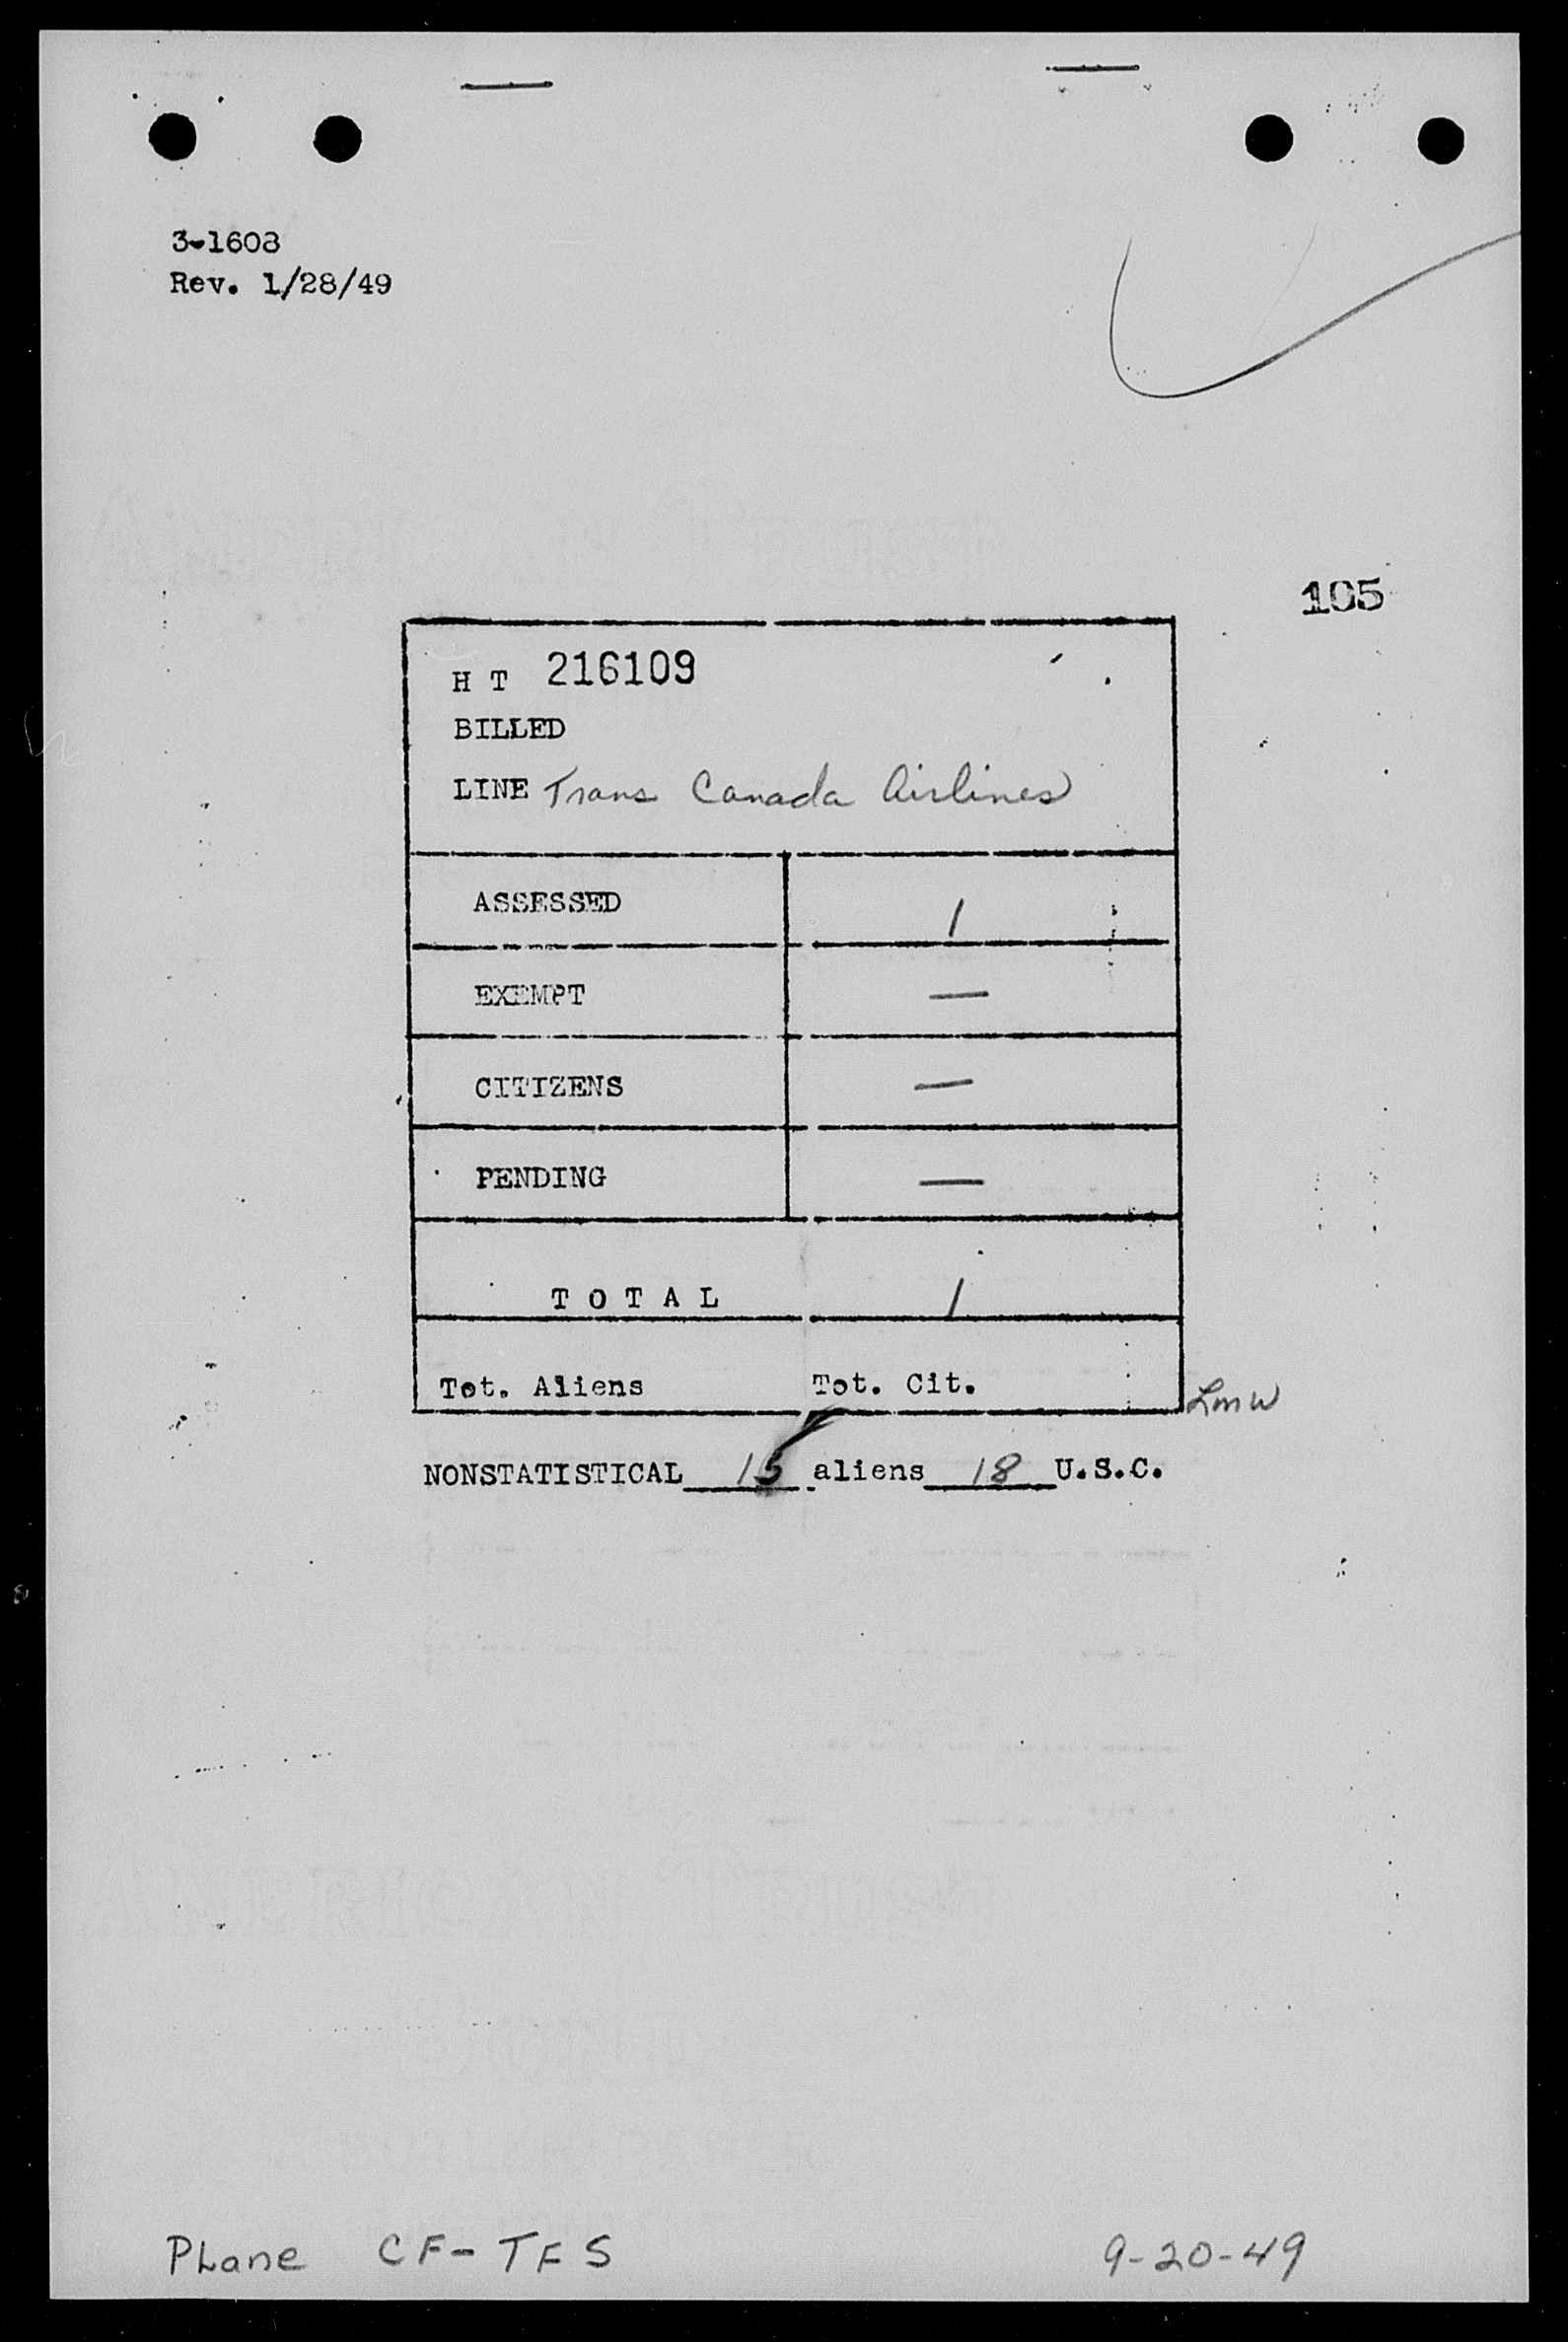 3-1608
Rev. 1/28/49
105
H T 216109
BILLED
LINE Trans Canada Airlines
ASSESSED 1
EXEMPT —
CITIZENS —
PENDING —
T O T A L 1
Tot. Aliens Tot. Cit.
LmW
NONSTATISTICAL 15 aliens 18 U.S.C.
PLane CF-TFS 9-20-49